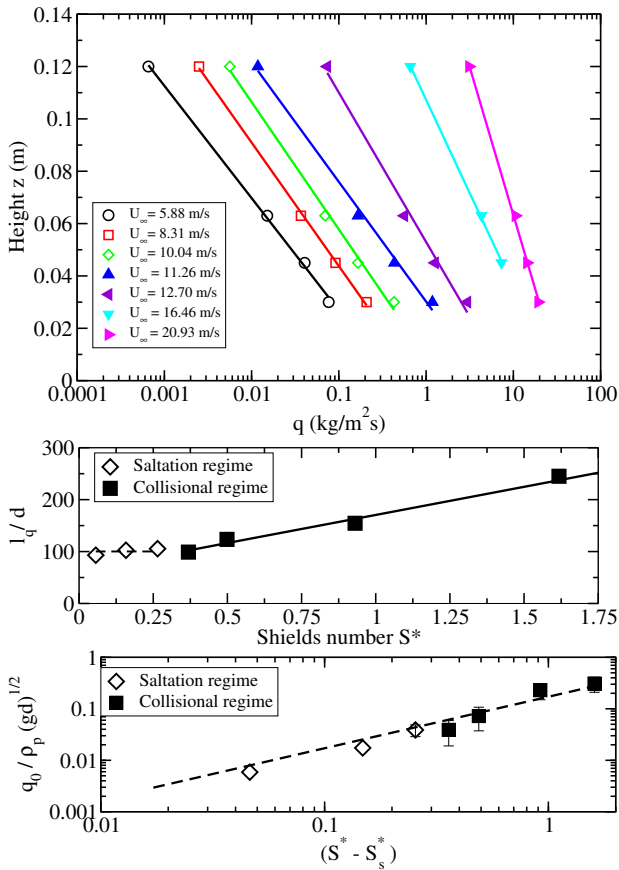 0.14
0.12
0.1
0.08
0.06
0.04
0.02
0
Height z (m)
U∞= 5.88 m/s
U∞= 8.31 m/s
U∞= 10.04 m/s
U∞= 11.26 m/s
U∞= 12.70 m/s
U∞= 16.46 m/s
U∞= 20.93 m/s
0.0001 0.001 0.01 0.1 1 10 100
q (kg/m²s)
300
200
100
0
l_q/ d
Saltation regime
Collisional regime
0 0.25 0.5 0.75 1 1.25 1.5 1.75
Shields number S*
1
0.1
0.01
0.001
q₀ / ρₚ (gd)^1/2
Saltation regime
Collisional regime
0.01 0.1 1
(S* - Sₛ*)